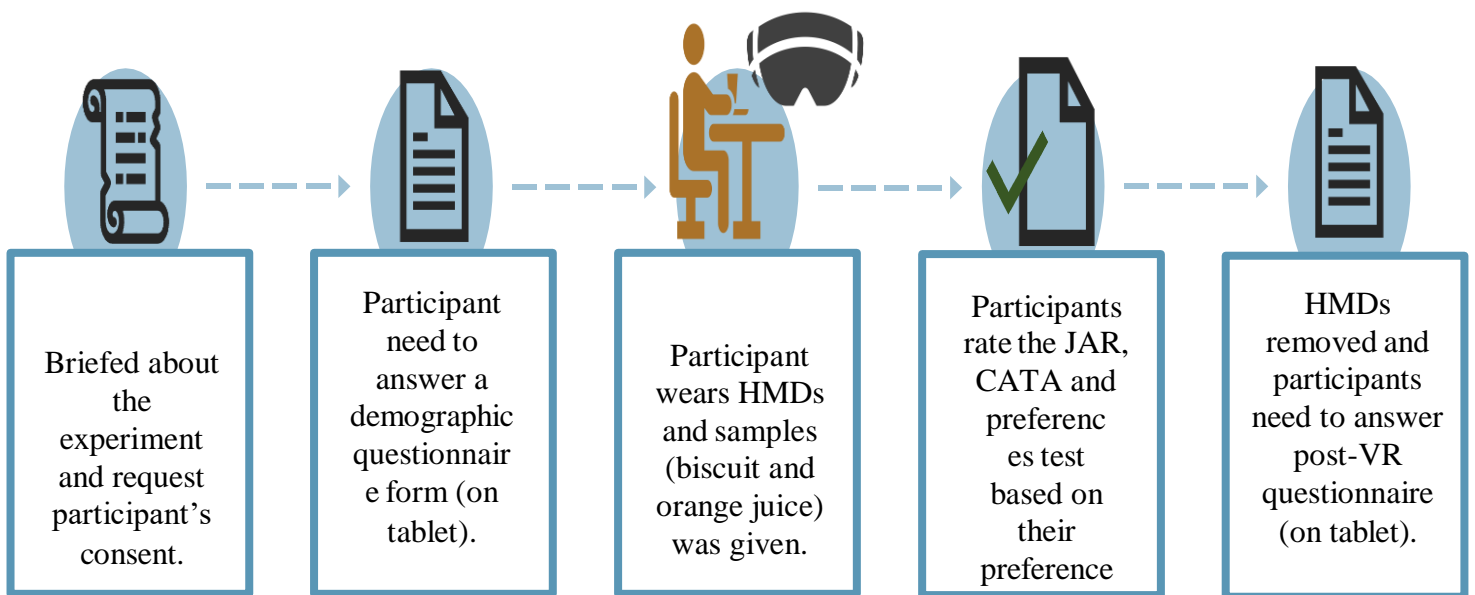 Briefed about
the
experiment
and request
participant’s
consent.
Participant
need to
answer a
demographic
questionnair
e form (on
tablet).
Participant
wears HMDs
and samples
(biscuit and
orange juice)
was given.
Participants
rate the JAR,
CATA and
preferenc
es test
based on
their
preference
HMDs
removed and
participants
need to answer
post-VR
questionnaire
(on tablet).